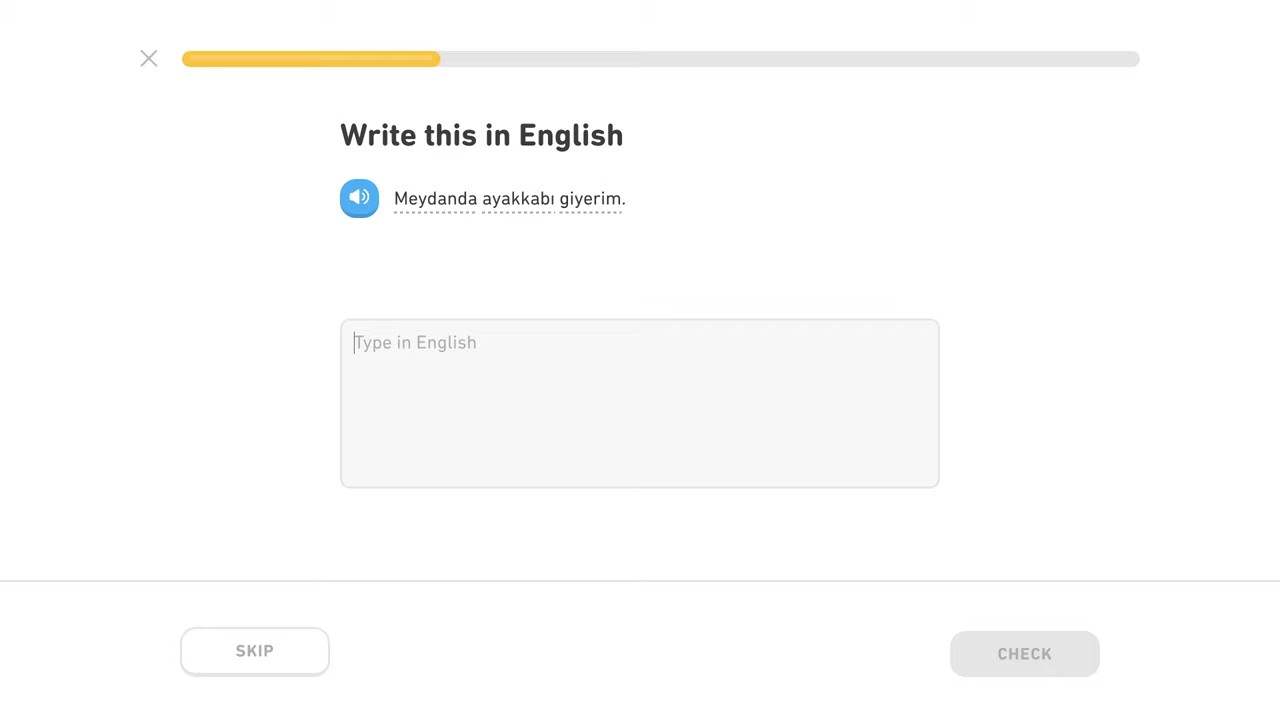 Write this in English
Meydanda ayakkabı giyerim.
Type in English
SKIP
CHECK